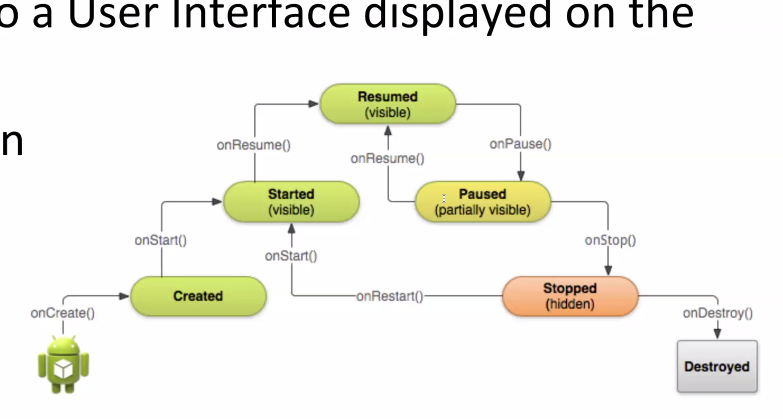 o a User Interface displayed on the
n
Resumed
(visible)
onResume()
onResume()
onPause()
Started
(visible)
Paused
(partially visible)
onStart()
onStart()
onStop()
Created
onRestart()
Stopped
(hidden)
onCreate()
onDestroy()
Destroyed